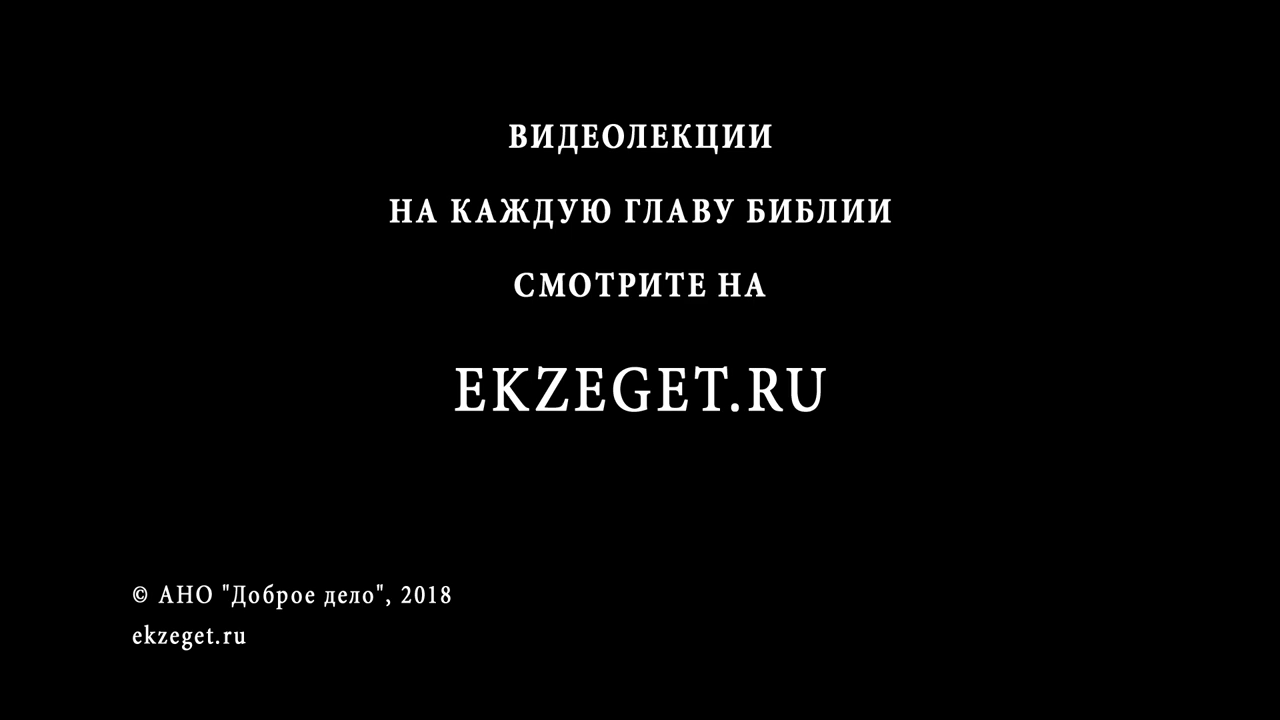 ВИДЕОЛЕКЦИИ
НА КАЖДУЮ ГЛАВУ БИБЛИИ
СМОТРИТЕ НА
EKZEGET.RU
© АНО "Доброе дело", 2018
ekzeget.ru